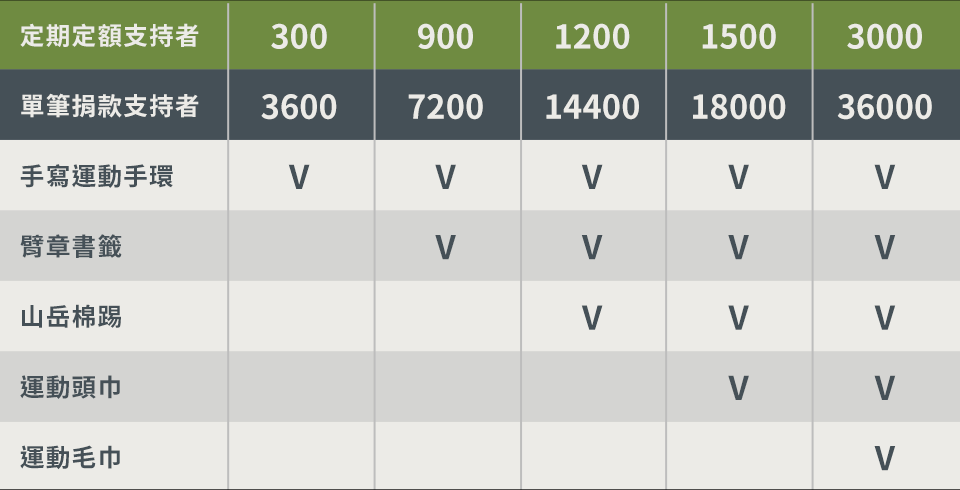 定期定額支持者 300 900 1200 1500 3000
單筆捐款支持者 3600 7200 14400 18000 36000
手寫運動手環 V V V V V
臂章書籤 V V V V
山岳棉踢 V V V
運動頭巾 V V
運動毛巾 V